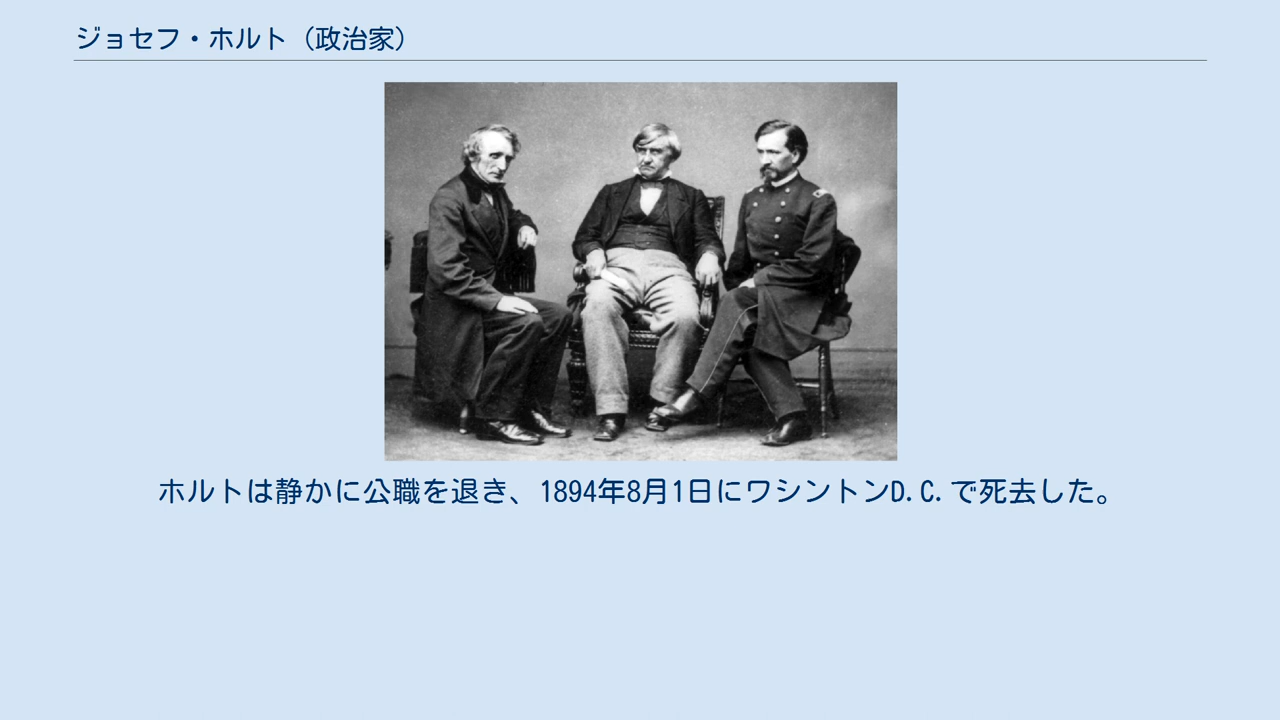 ジョセフ・ホルト（政治家）
ホルトは静かに公職を退き、1894年8月1日にワシントンD.C.で死去した。